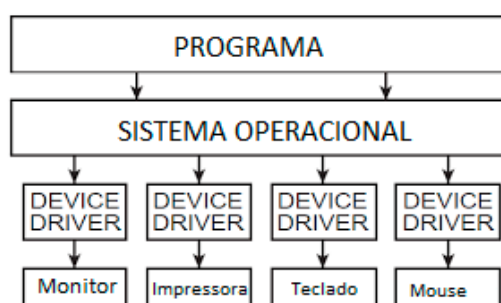 PROGRAMA
SISTEMA OPERACIONAL
DEVICE DRIVER
DEVICE DRIVER
DEVICE DRIVER
DEVICE DRIVER
Monitor
Impressora
Teclado
Mouse